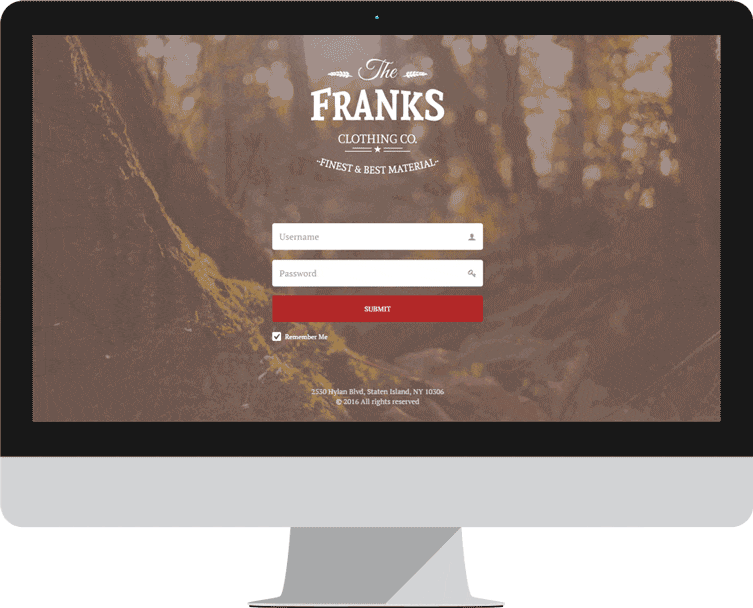 The
FRANKS
CLOTHING CO.
~FINEST & BEST MATERIAL~
Username
Password
SUBMIT
Remember Me
2550 Hylan Blvd, Staten Island, NY 10306
© 2016 All rights reserved